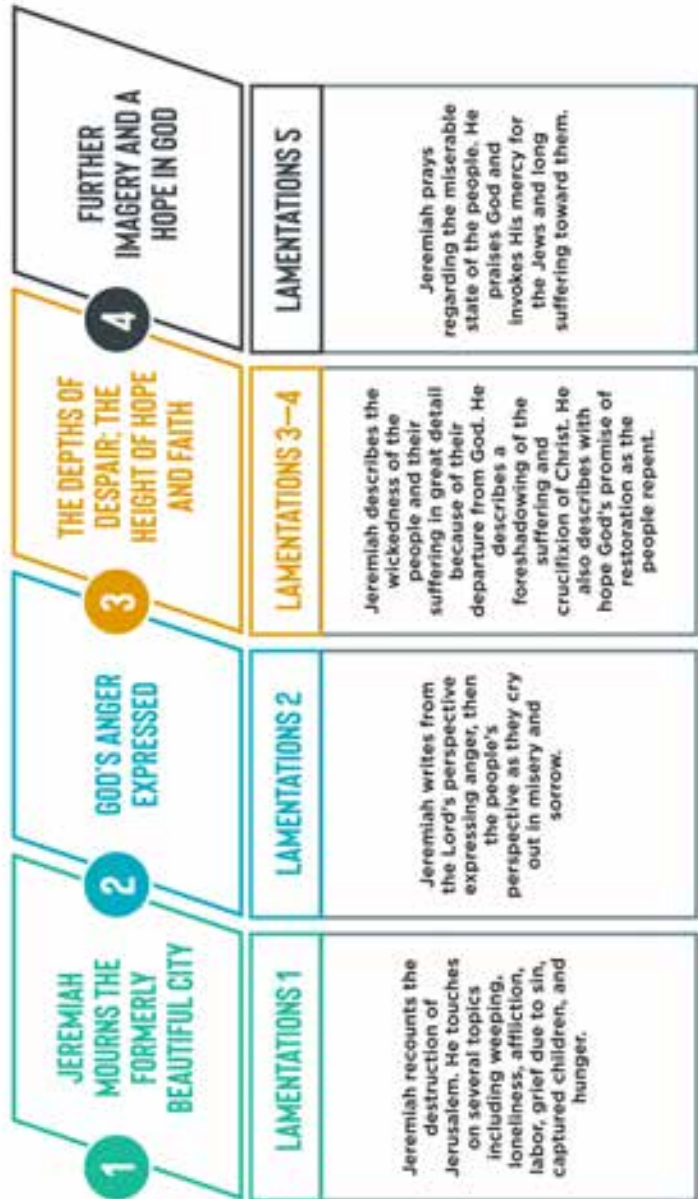 1
JEREMIAH
MOURNS THE
FORMERLY
BEAUTIFUL CITY
LAMENTATIONS 1
Jeremiah recounts the
destruction of
Jerusalem. He touches
on several topics
including weeping,
loneliness, affliction,
labor, grief due to sin,
captured children, and
hunger.
2
GOD'S ANGER
EXPRESSED
LAMENTATIONS 2
Jeremiah writes from
the Lord's perspective
expressing anger, then
the people's
perspective as they cry
out in misery and
sorrow.
3
THE DEPTHS OF
DESPAIR; THE
HEIGHT OF HOPE
AND FAITH
LAMENTATIONS 3–4
Jeremiah describes the
wickedness of the
people and their
suffering in great detail
because of their
departure from God. He
describes a
foreshadowing of the
suffering and
crucifixion of Christ. He
also describes with
hope God's promise of
restoration as the
people repent.
4
FURTHER
IMAGERY AND A
HOPE IN GOD
LAMENTATIONS 5
Jeremiah prays
regarding the miserable
state of the people. He
praises God and
invokes His mercy for
the Jews and long
suffering toward them.